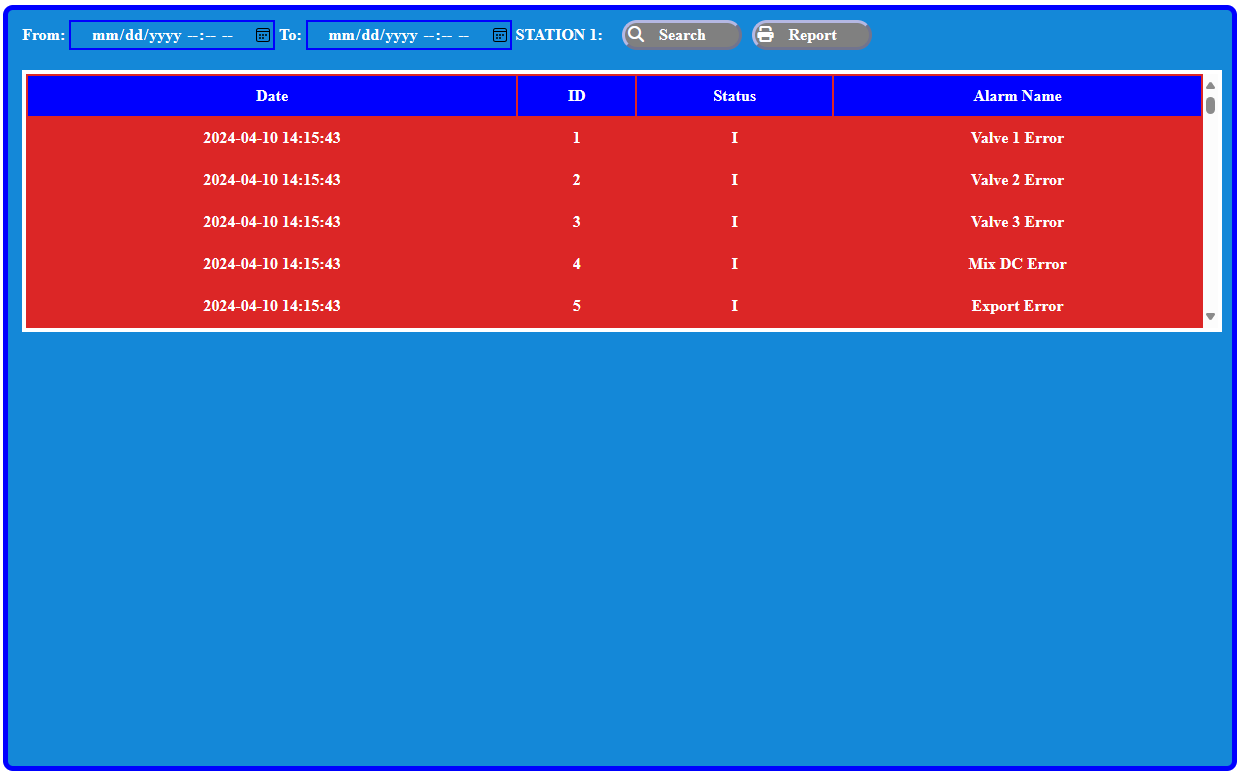 From: mm/dd/yyyy --:-- -- To: mm/dd/yyyy --:-- -- STATION 1: Search Report
Date ID Status Alarm Name
2024-04-10 14:15:43 1 I Valve 1 Error
2024-04-10 14:15:43 2 I Valve 2 Error
2024-04-10 14:15:43 3 I Valve 3 Error
2024-04-10 14:15:43 4 I Mix DC Error
2024-04-10 14:15:43 5 I Export Error